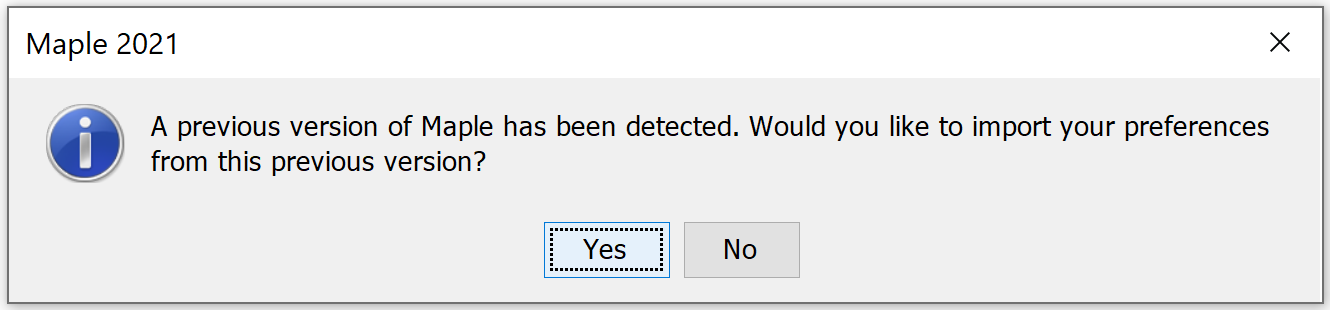 Maple 2021
A previous version of Maple has been detected. Would you like to import your preferences
from this previous version?
Yes No